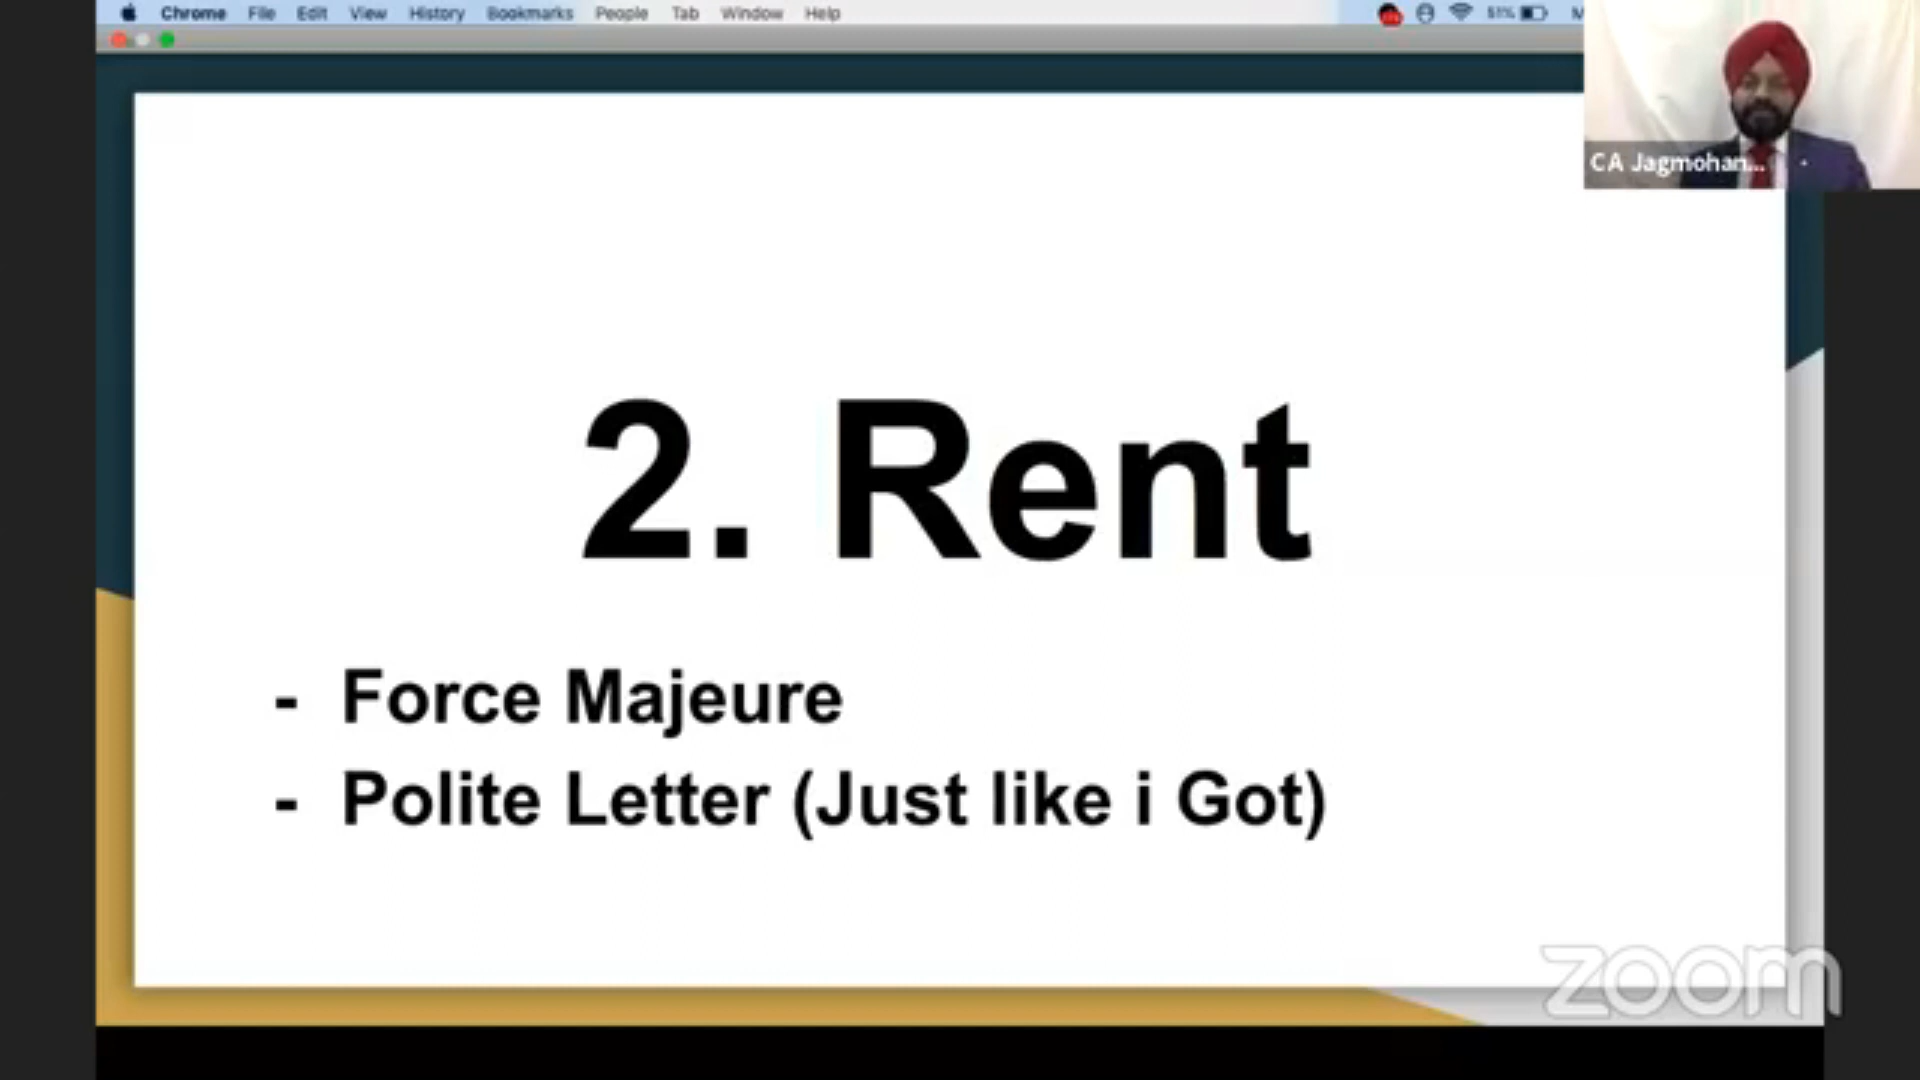 Chrome File Edit View History Bookmarks People Tab Window Help 51% M
CA Jagmohan...
2. Rent
- Force Majeure
- Polite Letter (Just like i Got)
zoom